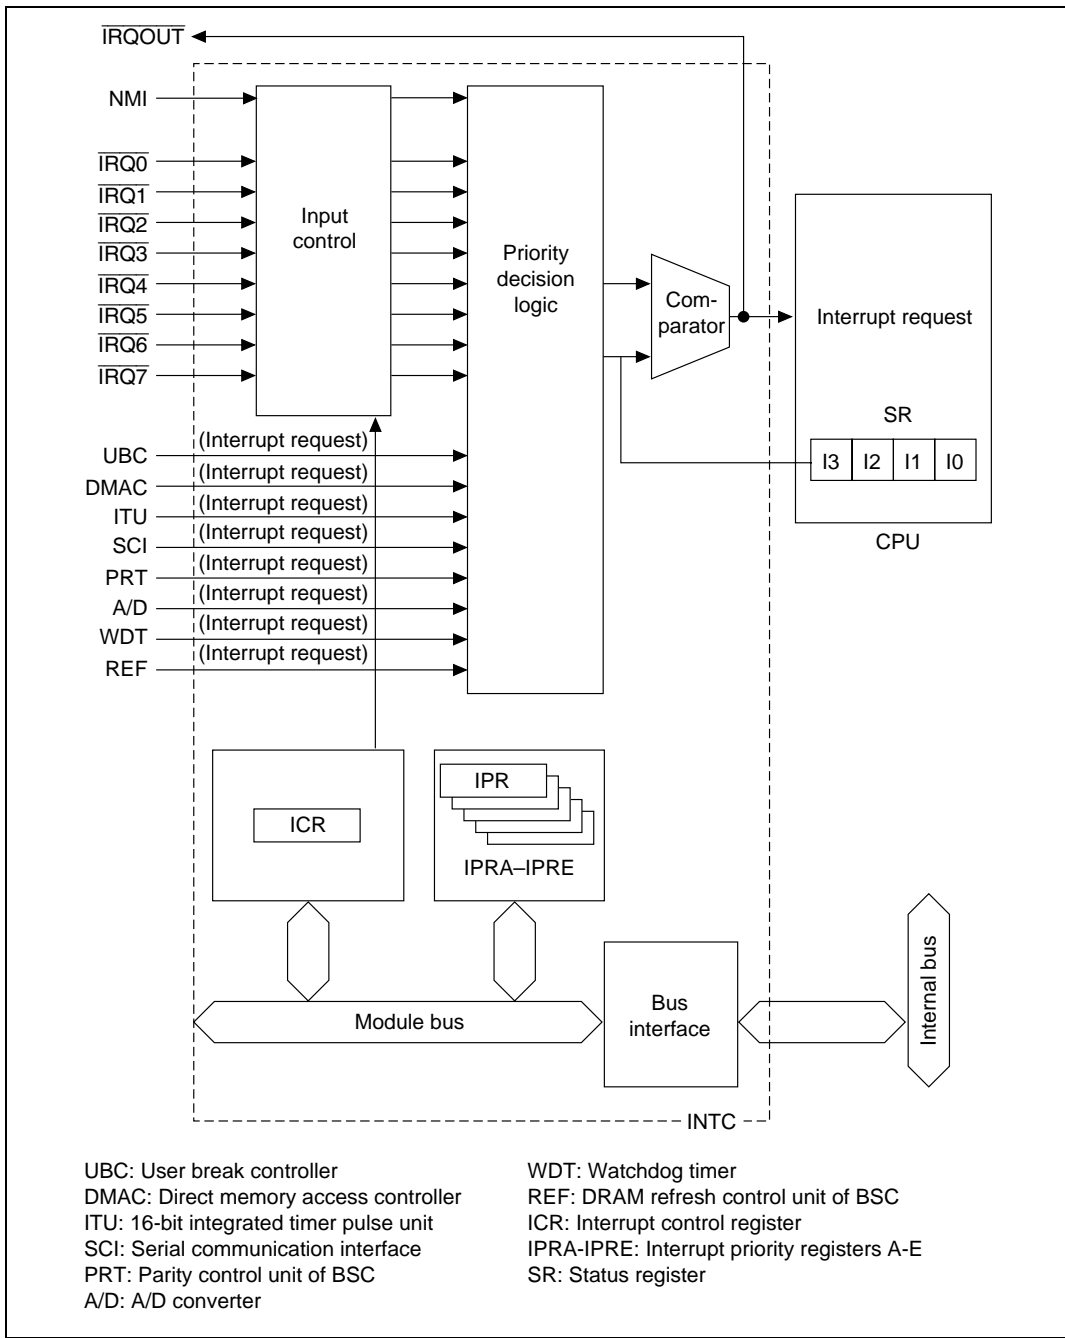 IRQOUT
NMI
IRQ0
IRQ1
IRQ2
IRQ3
IRQ4
IRQ5
IRQ6
IRQ7
Input
control
Priority
decision
logic
Com-
parator
Interrupt request
SR
I3 I2 I1 I0
CPU
UBC (Interrupt request)
DMAC (Interrupt request)
ITU (Interrupt request)
SCI (Interrupt request)
PRT (Interrupt request)
A/D (Interrupt request)
WDT (Interrupt request)
REF (Interrupt request)
ICR
IPR
IPRA–IPRE
Module bus
Bus
interface
Internal bus
INTC
UBC: User break controller
DMAC: Direct memory access controller
ITU: 16-bit integrated timer pulse unit
SCI: Serial communication interface
PRT: Parity control unit of BSC
A/D: A/D converter
WDT: Watchdog timer
REF: DRAM refresh control unit of BSC
ICR: Interrupt control register
IPRA-IPRE: Interrupt priority registers A-E
SR: Status register